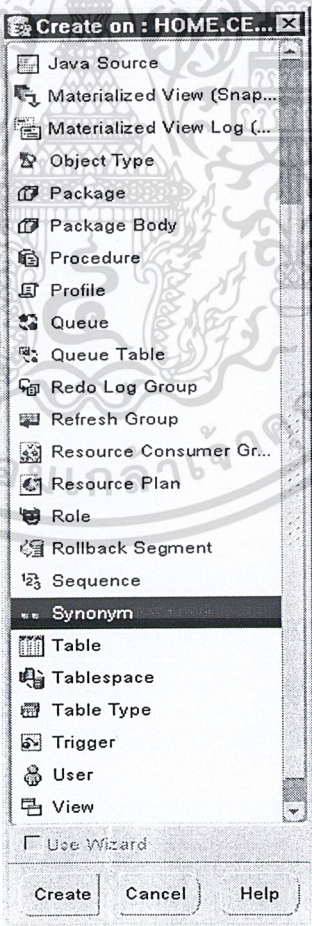 Create on : HOME.CE...
Java Source
Materialized View (Snap...
Materialized View Log (...
Object Type
Package
Package Body
Procedure
Profile
Queue
Queue Table
Redo Log Group
Refresh Group
Resource Consumer Gr...
Resource Plan
Role
Rollback Segment
Sequence
Synonym
Table
Tablespace
Table Type
Trigger
User
View
Use Wizard
Create Cancel Help